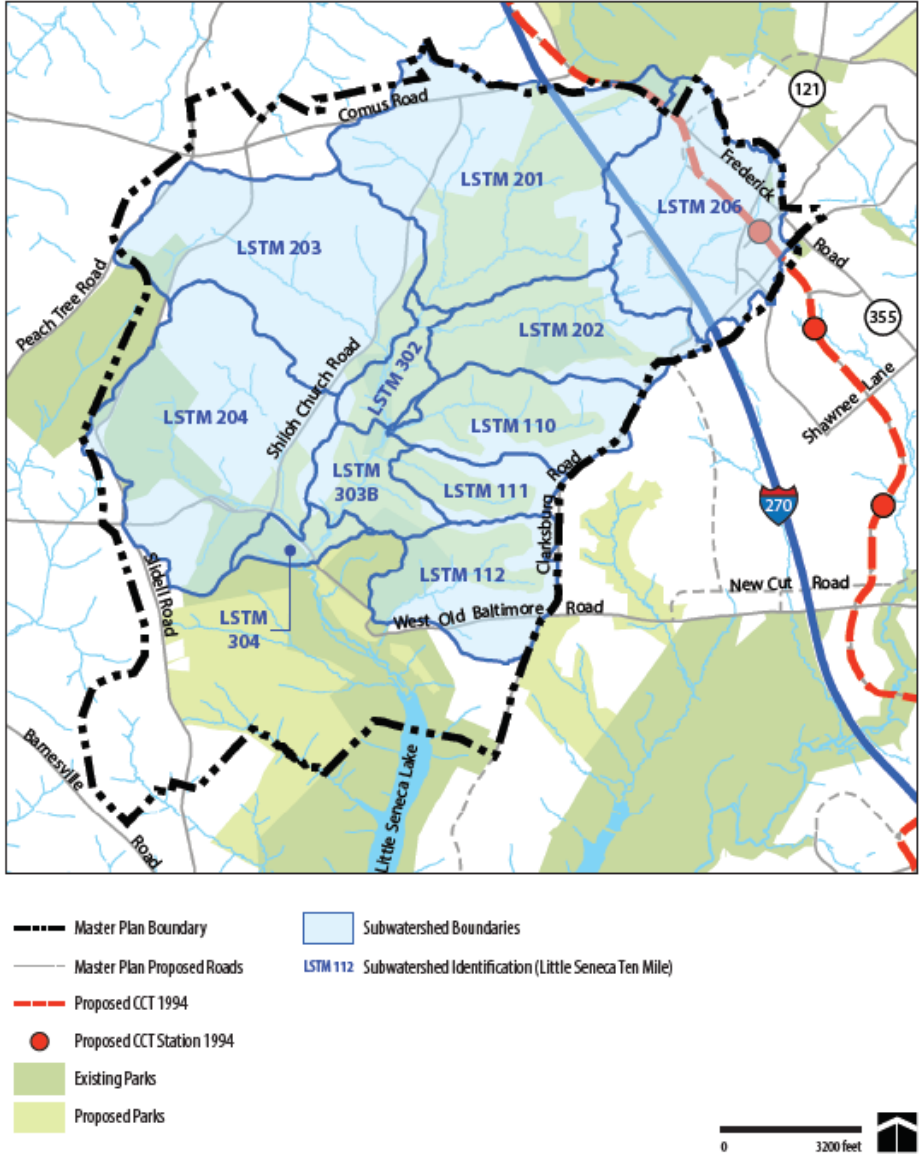 121
Comus Road
Frederick
Road
LSTM 201
LSTM 206
LSTM 203
Peach Tree Road
355
LSTM 202
LSTM 302
Shiloh Church Road
Shawnee Lane
LSTM 204
LSTM 110
LSTM
303B
LSTM 111
Clarksburg
Road
270
LSTM 112
Slidell Road
New Cut Road
West Old Baltimore Road
LSTM
304
Barnesville
Road
Little Seneca Lake
Master Plan Boundary
Master Plan Proposed Roads
Proposed CCT 1994
Proposed CCT Station 1994
Existing Parks
Proposed Parks
Subwatershed Boundaries
LSTM 112 Subwatershed Identification (Little Seneca Ten Mile)
0 3200 feet